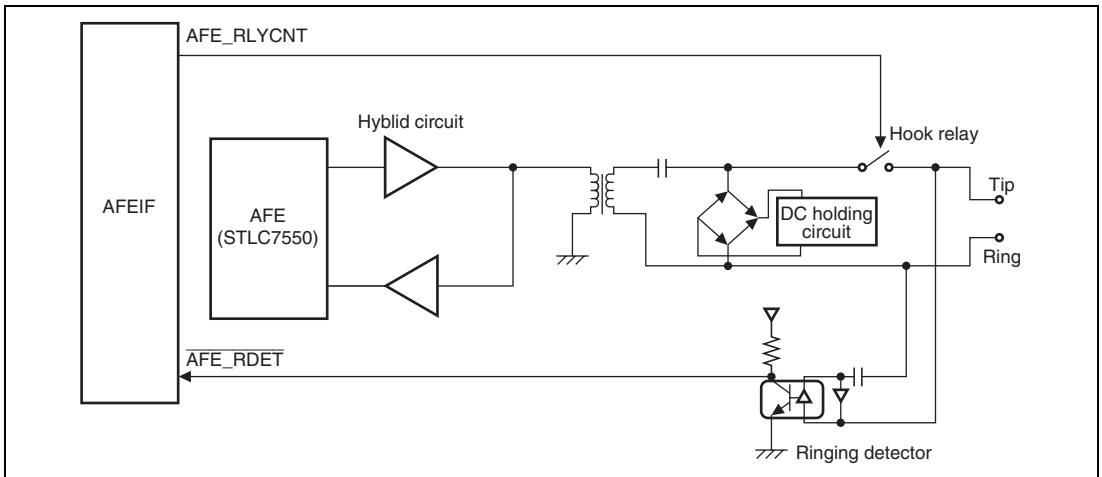 AFE_RLYCNT
Hyblid circuit
Hook relay
AFEIF
AFE
(STLC7550)
DC holding
circuit
Tip
Ring
AFE_RDET
Ringing detector